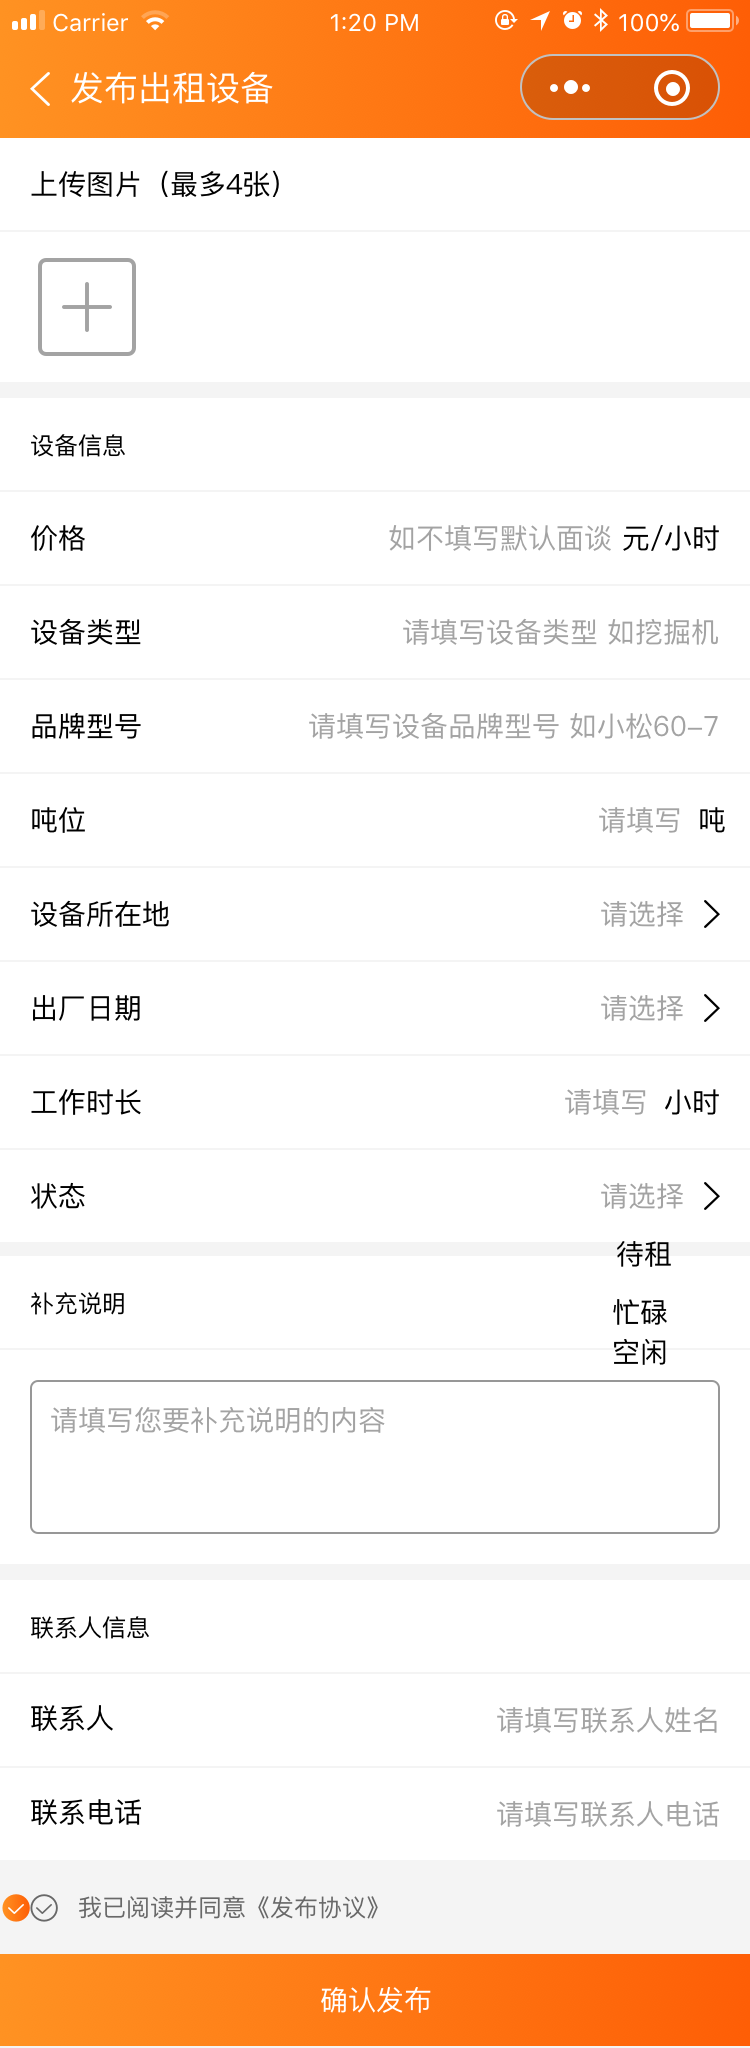 Carrier 1:20 PM 100%
发布出租设备
上传图片（最多4张）
设备信息
价格 如不填写默认面谈 元/小时
设备类型 请填写设备类型 如挖掘机
品牌型号 请填写设备品牌型号 如小松60-7
吨位 请填写 吨
设备所在地 请选择
出厂日期 请选择
工作时长 请填写 小时
状态 请选择
待租
补充说明 忙碌
空闲
请填写您要补充说明的内容
联系人信息
联系人 请填写联系人姓名
联系电话 请填写联系人电话
我已阅读并同意《发布协议》
确认发布